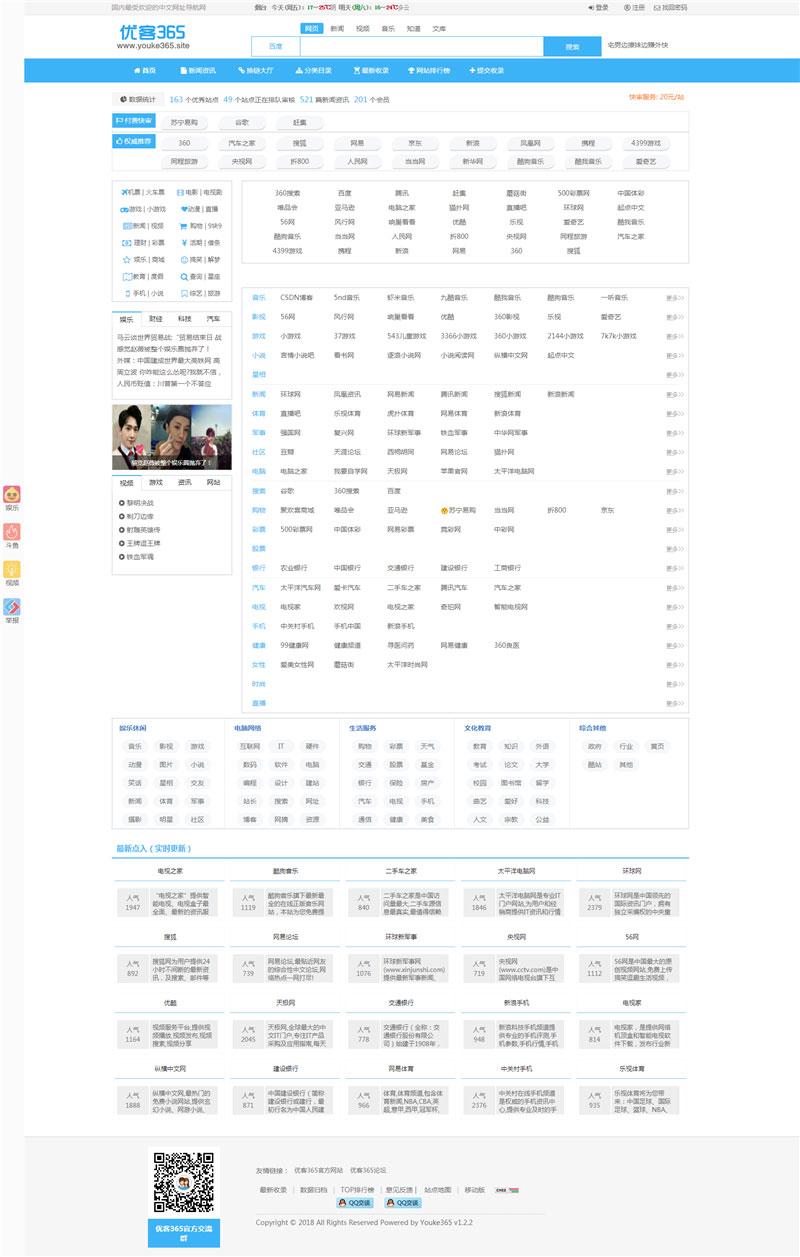 国内最受欢迎的中文网址导航网
烟台 今天(周五)：17～25℃阴 明天(周六)：16～24℃多云
登录 注册 找回密码
优客365
www.youke365.site
网页 新闻 视频 音乐 知道 文库
百度 搜索 宅男边撩妹边赚外快
首页 新闻资讯 换链大厅 分类目录 最新收录 网站排行榜 提交收录
数据统计 163 个优秀站点 49 个站点正在排队审核 521 篇新闻资讯 201 个会员 快审服务: 20元/站
付费快审 苏宁易购 谷歌 赶集
权威推荐 360 汽车之家 搜狐 网易 京东 新浪 凤凰网 携程 4399游戏
同程旅游 央视网 折800 人民网 当当网 新华网 酷狗音乐 酷我音乐 爱奇艺
机票 | 火车票 电影 | 电视剧
游戏 | 小游戏 动漫 | 直播
新闻 | 视频 购物 | 9块9
理财 | 彩票 活期 | 借条
娱乐 | 商城 搞笑 | 解梦
教育 | 度假 查询 | 星座
手机 | 小说 综艺 | 旅游
360搜索 百度 腾讯 赶集 蘑菇街 500彩票网 中国体彩
唯品会 亚马逊 电脑之家 猫扑网 直播吧 环球网 起点中文
56网 风行网 响巢看看 优酷 乐视 爱奇艺 酷我音乐
酷狗音乐 当当网 人民网 折800 央视网 同程旅游 汽车之家
4399游戏 携程 新浪 网易 360 搜狐
娱乐 财经 科技 汽车
马云谈世界贸易战:“贸易结束日 战
感觉赵薇被整个娱乐圈抛弃了！
外媒：中国建成世界最大高铁网 高
周立波 你咋能这么怂呢?我就不信，
人民币贬值：川普第一个不答应
感觉赵薇被整个娱乐圈抛弃了！
视频 游戏 资讯 网站
黎明决战
剃刀边缘
射雕英雄传
王牌逗王牌
铁血军魂
娱乐
斗鱼
视频
举报
音乐 CSDN博客 5nd音乐 虾米音乐 九酷音乐 酷我音乐 酷狗音乐 一听音乐 更多>>
影视 56网 风行网 响巢看看 优酷 360影视 乐视 爱奇艺 更多>>
游戏 小游戏 37游戏 543儿童游戏 3366小游戏 360小游戏 2144小游戏 7k7k小游戏 更多>>
小说 言情小说吧 看书网 逐浪小说网 小说阅读网 纵横中文网 起点中文 更多>>
星相 更多>>
新闻 环球网 凤凰资讯 网易新闻 腾讯新闻 搜狐新闻 新浪新闻 更多>>
体育 直播吧 乐视体育 虎扑体育 网易体育 新浪体育 更多>>
军事 强国网 复兴网 环球新军事 铁血军事 中华网军事 更多>>
社区 豆瓣 天涯论坛 西祠胡同 网易论坛 猫扑网 更多>>
电脑 电脑之家 我要自学网 天极网 苹果官网 太平洋电脑网 更多>>
搜索 谷歌 360搜索 百度 更多>>
购物 聚欢喜商城 唯品会 亚马逊 苏宁易购 当当网 折800 京东 更多>>
彩票 500彩票网 中国体彩 网易彩票 竞彩网 中彩网 更多>>
股票 更多>>
银行 农业银行 中国银行 交通银行 建设银行 工商银行 更多>>
汽车 太平洋汽车网 爱卡汽车 二手车之家 腾讯汽车 汽车之家 更多>>
电视 电视家 欢视网 电视之家 奇珀网 智能电视网 更多>>
手机 中关村手机 手机中国 新浪手机 更多>>
健康 99健康网 健康频道 寻医问药 网易健康 360良医 更多>>
女性 爱美女性网 蘑菇街 太平洋时尚网 更多>>
时尚 更多>>
直播 更多>>
娱乐休闲 电脑网络 生活服务 文化教育 综合其他
音乐 影视 游戏 互联网 IT 硬件 购物 彩票 天气 教育 知识 外语 政府 行业 黄页
动漫 图片 小说 数码 软件 电脑 交通 股票 基金 考试 论文 大学 酷站 其他
笑话 星相 交友 编程 设计 建站 银行 保险 房产 校园 图书馆 留学
新闻 体育 军事 站长 搜索 网址 汽车 电视 手机 曲艺 爱好 科技
摄影 明星 社区 博客 网摘 资源 通信 健康 美食 人文 宗教 公益
最新点入（实时更新）
电视之家 酷狗音乐 二手车之家 太平洋电脑网 环球网
人气 1947 “电视之家”提供智能电视、电视盒子最全面、最新的资讯服
人气 1119 酷狗音乐旗下最新最全的在线正版音乐网站，本站为您免费提
人气 840 二手车之家是中国访问量最大,二手车源信息最真实,最值得信赖
人气 1846 太平洋电脑网是专业IT门户网站,为用户和经销商提供IT资讯和行情
人气 2379 环球网是中国领先的国际资讯门户，拥有独立采编权的中央重
搜狐 网易论坛 环球新军事 央视网 56网
人气 892 搜狐网为用户提供24小时不间断的最新资讯，及搜索、邮件等
人气 739 网易论坛,最贴近网友的综合性中文论坛,网络热点一网打尽!
人气 1076 环球新军事网(www.xinjunshi.com)提供最新军事新闻、
人气 719 央视网(www.cctv.com)是中国网络电视台旗下互
人气 1112 56网是中国最大的原创视频网站,免费上传搞笑逗趣生活视频，
优酷 天极网 交通银行 新浪手机 电视家
人气 1164 视频服务平台,提供视频播放,视频发布,视频搜索,视频分享
人气 2045 天极网,全球最大的中文IT门户,专注IT产品采购及应用指南,每天
人气 778 交通银行（全称：交通银行股份有限公司）始建于1908年，
人气 948 新浪科技手机频道提供专业的手机评测,手机参数,手机行情,手机
人气 814 电视家，是提供网络机顶盒和智能电视软件下载，发布行业新
纵横中文网 建设银行 网易体育 中关村手机 乐视体育
人气 1888 纵横中文网,最热门的免费小说网站,提供玄幻小说、网游小说、
人气 871 中国建设银行（简称建设银行或建行，最初行名为中国人民建
人气 966 体育,体育频道,包含体育新闻,NBA,CBA,英超,意甲,西甲,冠军杯,
人气 2376 中关村在线手机频道是权威的手机资讯中心,提供专业及时的手
人气 935 乐视体育将为您带来：中国足球、国际足球、篮球、NBA、
友情链接： 优客365官方网站 优客365论坛
最新收录 | 数据归档 | TOP排行榜 | 意见反馈 | 站点地图 | 移动版
QQ交谈 QQ交谈
Copyright © 2018 All Rights Reserved Powered by Youke365 v1.2.2
优客365官方交流群